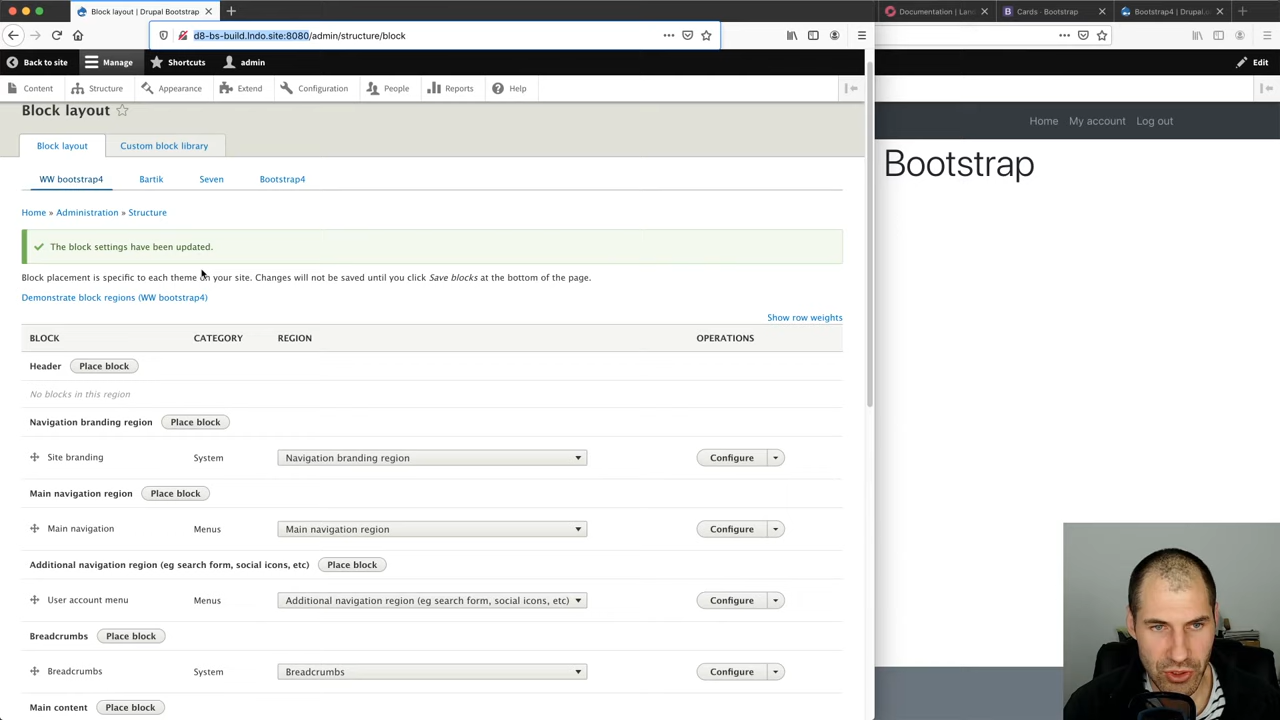 Block layout | Drupal Bootstrap
Documentation | Lan
Cards · Bootstrap
Bootstrap4 | Drupal.o
d8-bs-build.lndo.site:8080/admin/structure/block
Back to site
Manage
Shortcuts
admin
Edit
Content
Structure
Appearance
Extend
Configuration
People
Reports
Help
Block layout
Home
My account
Log out
Bootstrap
Block layout
Custom block library
WW bootstrap4
Bartik
Seven
Bootstrap4
Home » Administration » Structure
The block settings have been updated.
Block placement is specific to each theme on your site. Changes will not be saved until you click Save blocks at the bottom of the page.
Demonstrate block regions (WW bootstrap4)
Show row weights
BLOCK CATEGORY REGION OPERATIONS
Header Place block
No blocks in this region
Navigation branding region Place block
Site branding System Navigation branding region Configure
Main navigation region Place block
Main navigation Menus Main navigation region Configure
Additional navigation region (eg search form, social icons, etc) Place block
User account menu Menus Additional navigation region (eg search form, social icons, etc) Configure
Breadcrumbs Place block
Breadcrumbs System Breadcrumbs Configure
Main content Place block